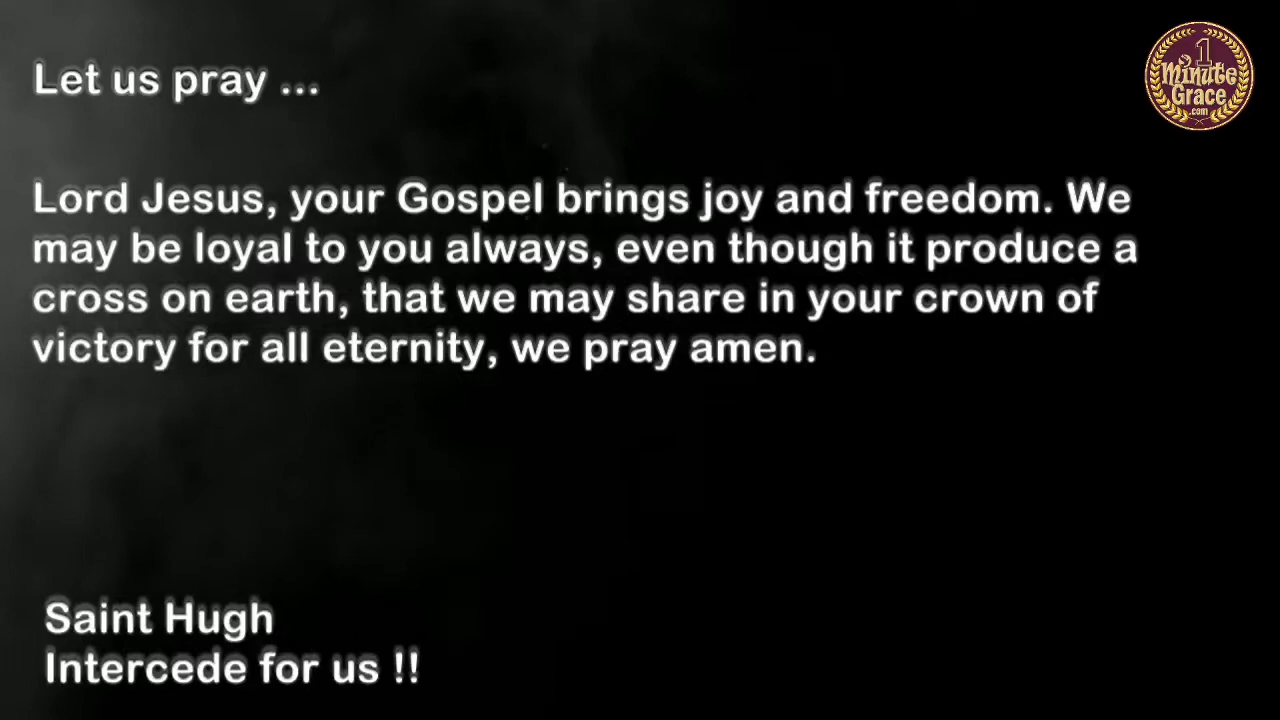 Let us pray ...
1
Minute
Grace
.com
Lord Jesus, your Gospel brings joy and freedom. We
may be loyal to you always, even though it produce a
cross on earth, that we may share in your crown of
victory for all eternity, we pray amen.
Saint Hugh
Intercede for us !!